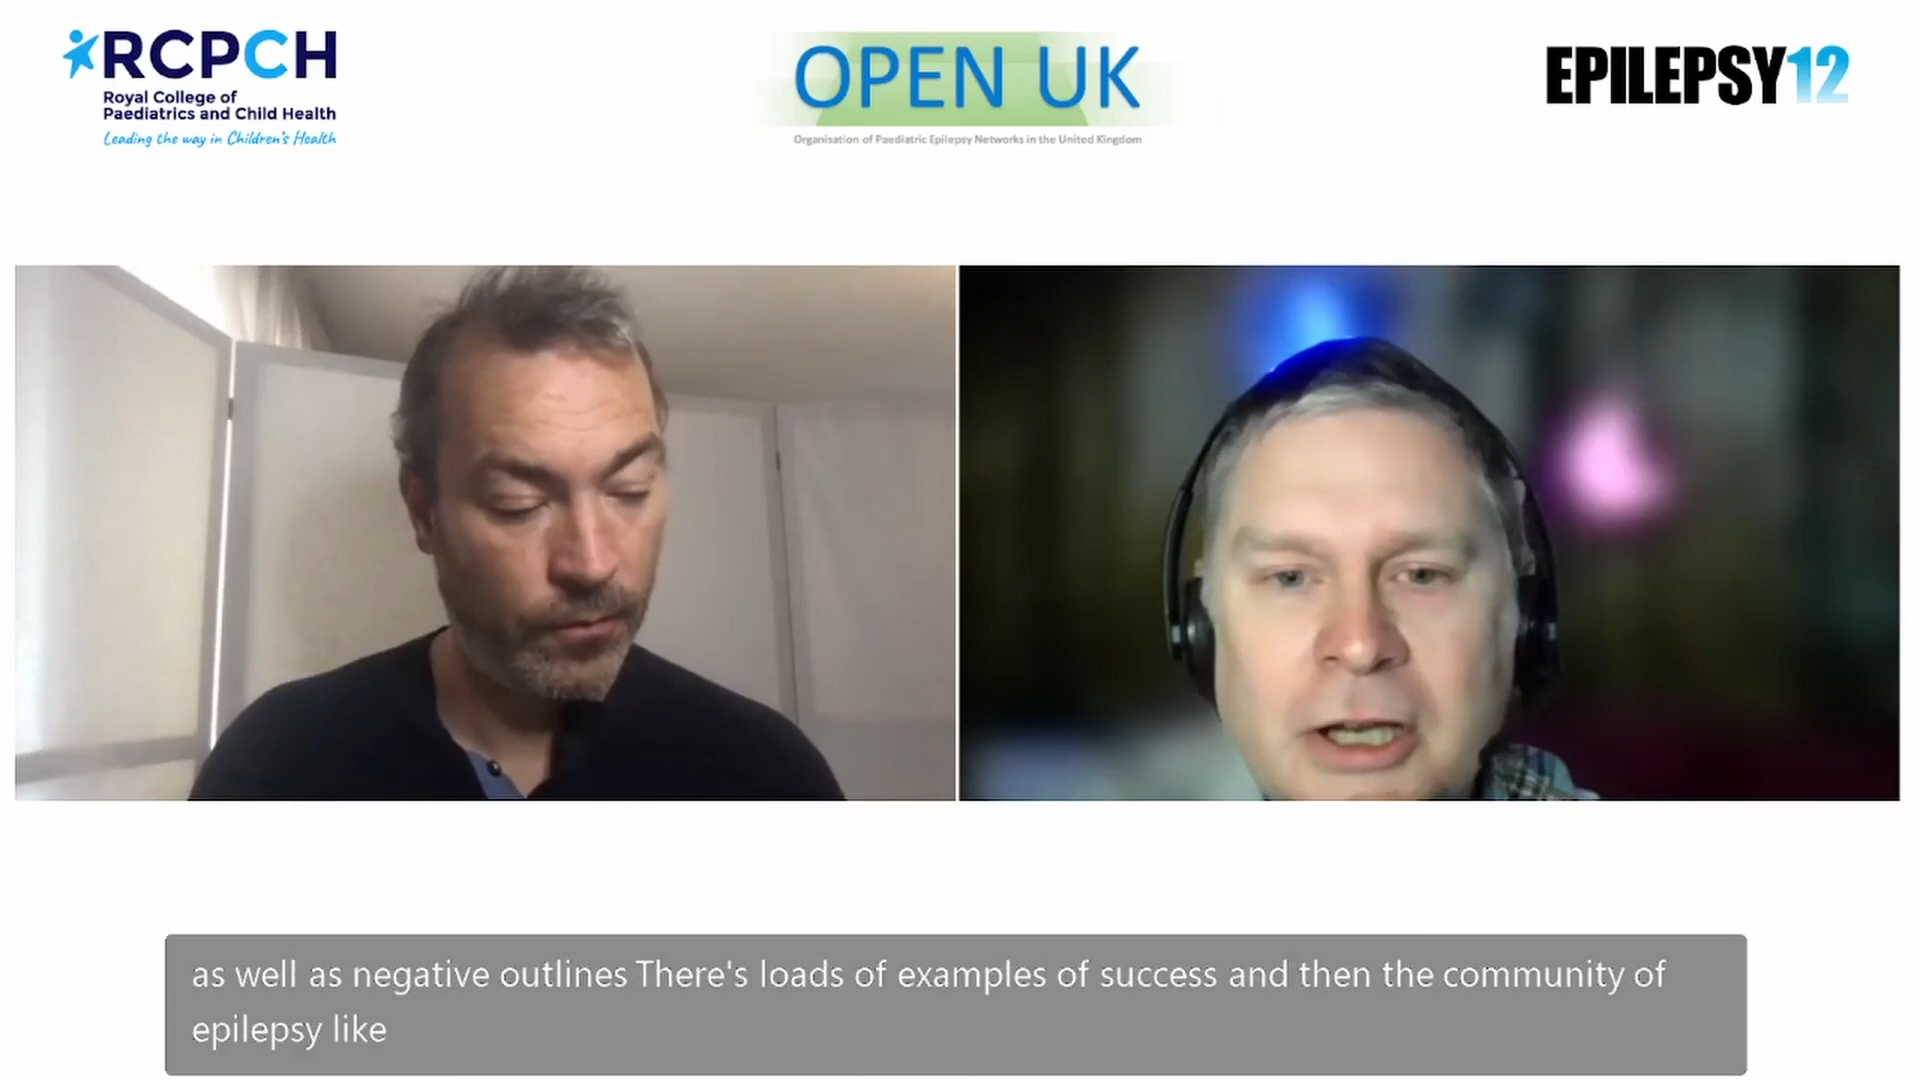 RCPCH
Royal College of
Paediatrics and Child Health
Leading the way in Children's Health
OPEN UK
Organisation of Paediatric Epilepsy Networks in the United Kingdom
EPILEPSY12
as well as negative outlines There's loads of examples of success and then the community of
epilepsy like